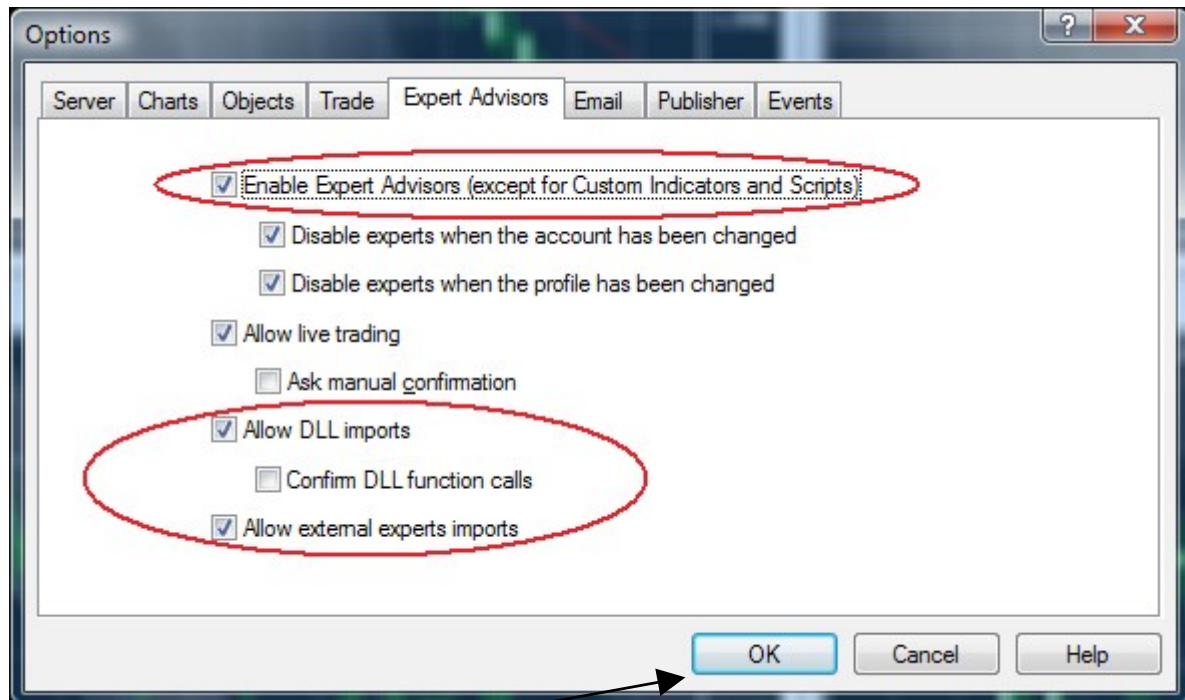 Options
Server Charts Objects Trade Expert Advisors Email Publisher Events
Enable Expert Advisors (except for Custom Indicators and Scripts)
Disable experts when the account has been changed
Disable experts when the profile has been changed
Allow live trading
Ask manual confirmation
Allow DLL imports
Confirm DLL function calls
Allow external experts imports
OK Cancel Help